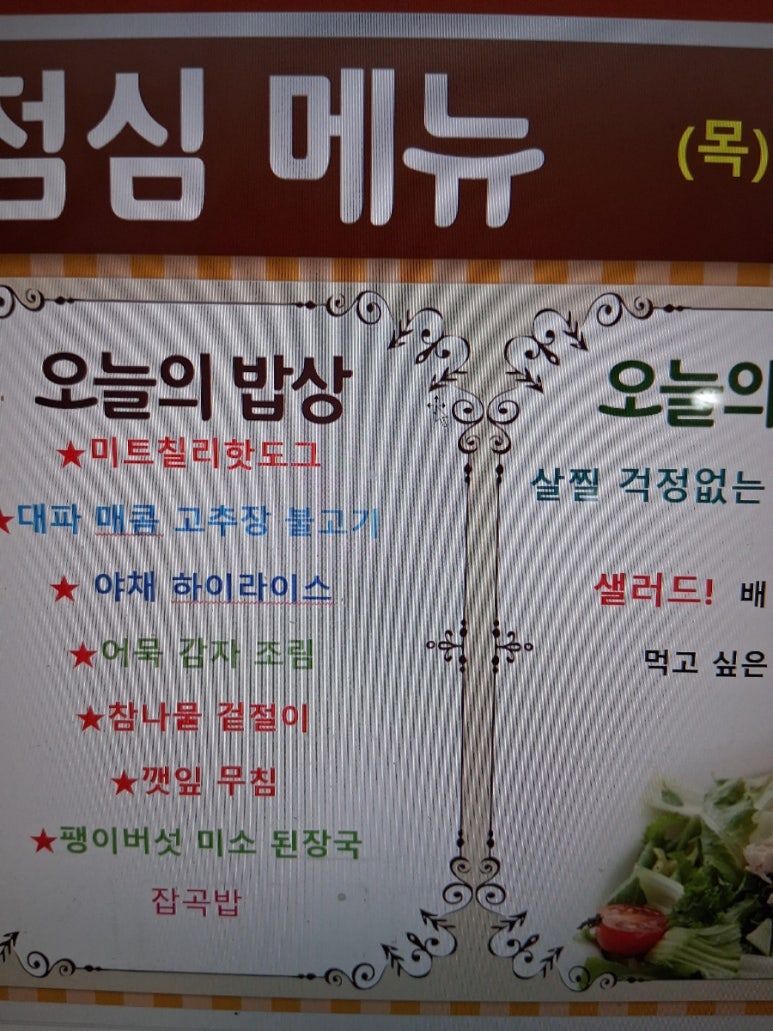 점심 메뉴 (목)
오늘의 밥상
★미트칠리핫도그
★대파 매콤 고추장 불고기
★ 야채 하이라이스
★어묵 감자 조림
★참나물 겉절이
★깻잎 무침
★팽이버섯 미소 된장국
잡곡밥
오늘의
살찔 걱정없는
샐러드! 배
먹고 싶은